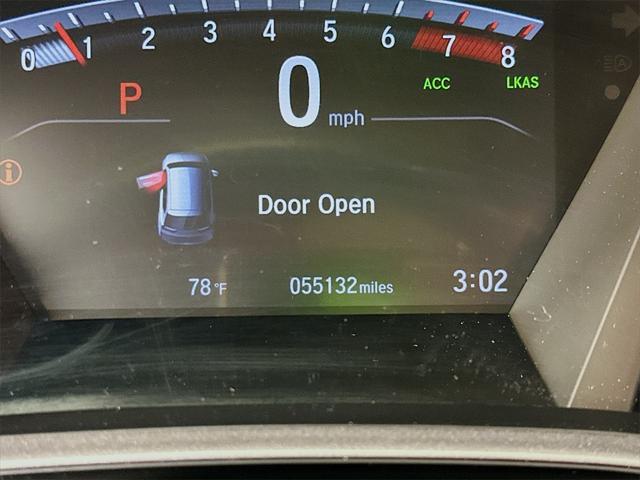 0 1 2 3 4 5 6 7 8
P 0 mph ACC LKAS
Door Open
78°F 055132 miles 3:02